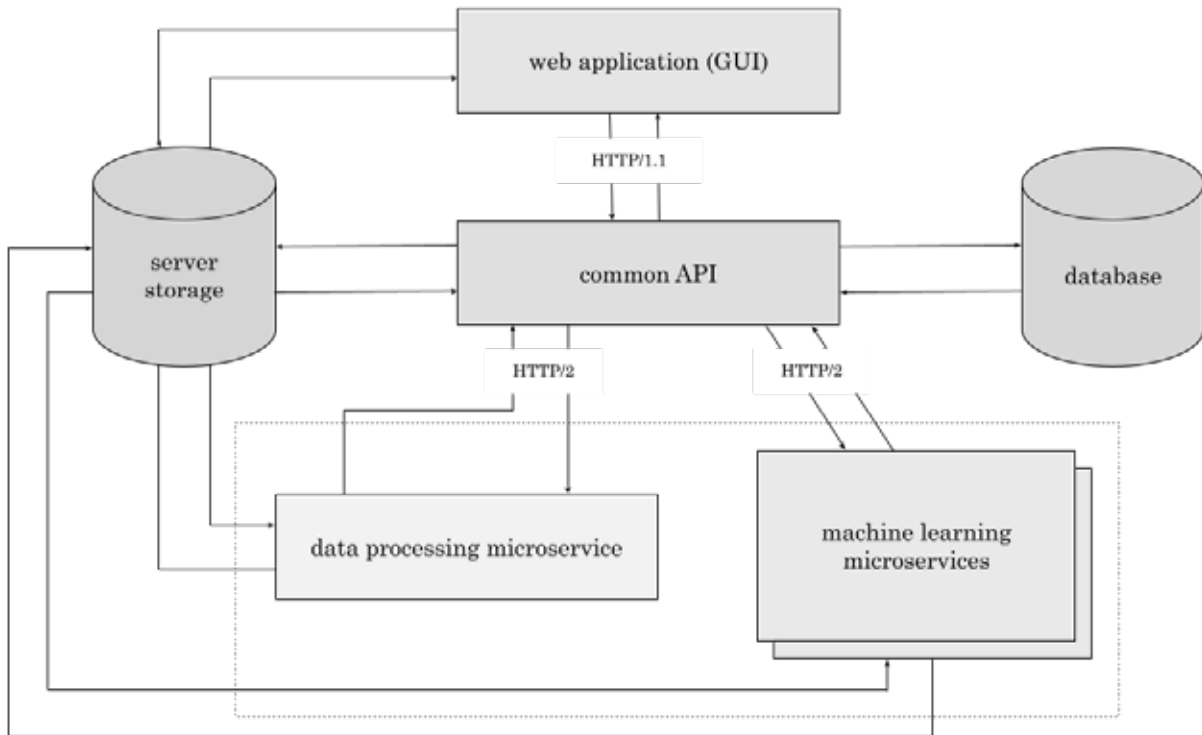 web application (GUI)
HTTP/1.1
server
storage
common API
database
HTTP/2
HTTP/2
data processing microservice
machine learning
microservices